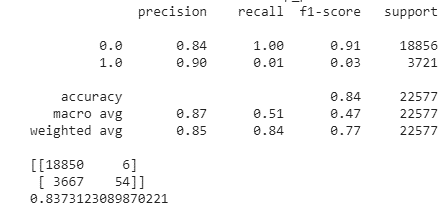 precision recall f1-score support
0.0 0.84 1.00 0.91 18856
1.0 0.90 0.01 0.03 3721
accuracy 0.84 22577
macro avg 0.87 0.51 0.47 22577
weighted avg 0.85 0.84 0.77 22577
[[18850 6]
[ 3667 54]]
0.8373123089870221